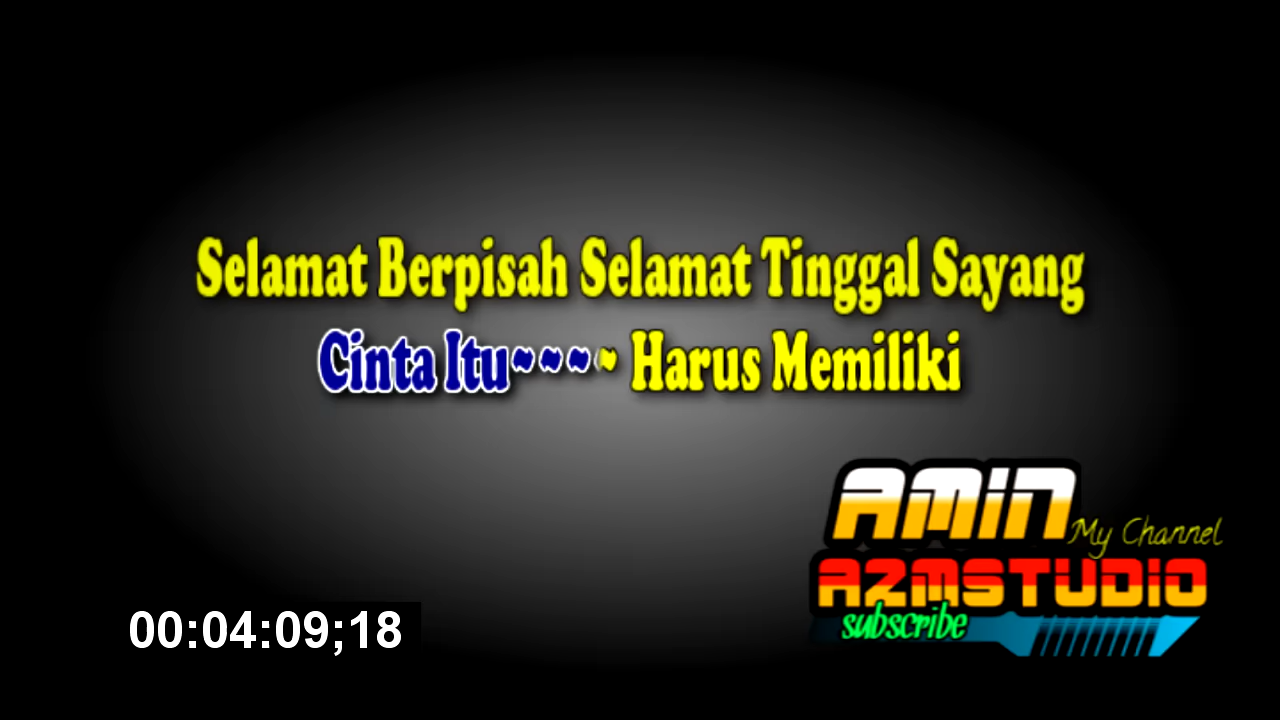 Selamat Berpisah Selamat Tinggal Sayang
Cinta Itu~~~~ Harus Memiliki
AMiN
My Channel
AZMSTUDiO
subscribe
00:04:09;18